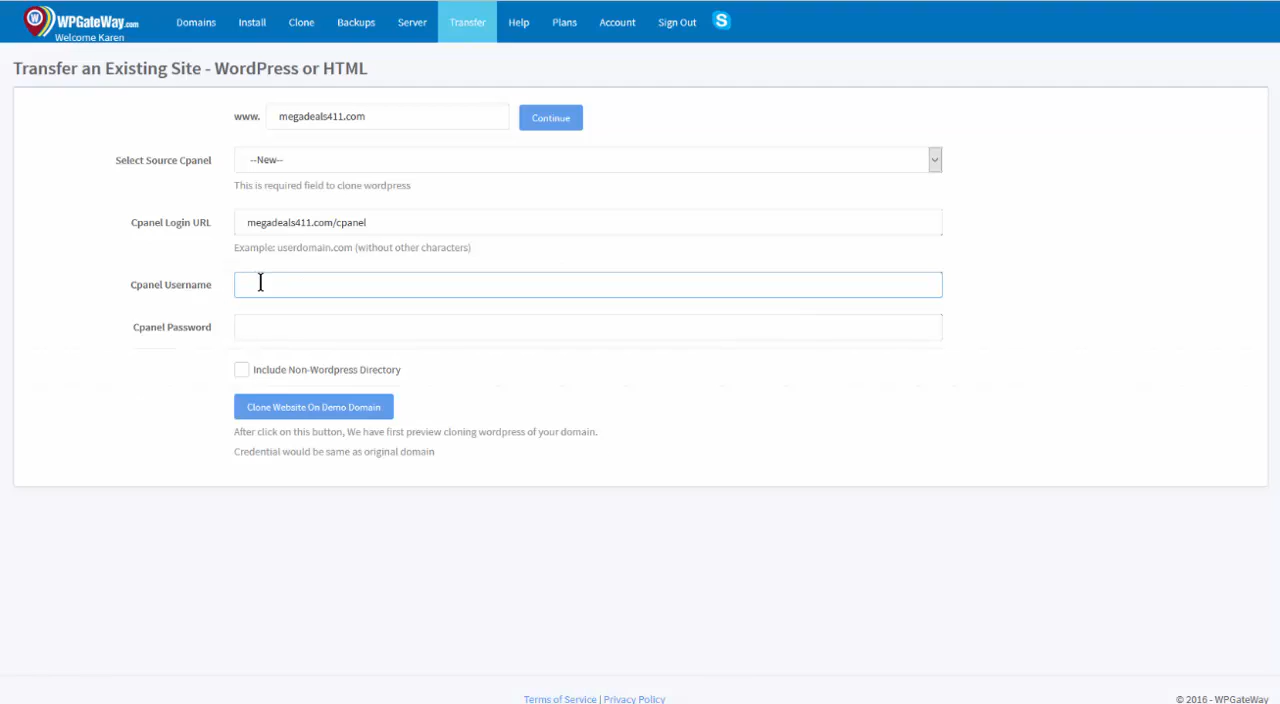 WPGateWay.com
Welcome Karen
Domains Install Clone Backups Server Transfer Help Plans Account Sign Out
Transfer an Existing Site - WordPress or HTML
www. megadeals411.com Continue
Select Source Cpanel --New--
This is required field to clone wordpress
Cpanel Login URL megadeals411.com/cpanel
Example: userdomain.com (without other characters)
Cpanel Username
Cpanel Password
Include Non-Wordpress Directory
Clone Website On Demo Domain
After click on this button, We have first preview cloning wordpress of your domain.
Credential would be same as original domain
Terms of Service | Privacy Policy
© 2016 - WPGateWay